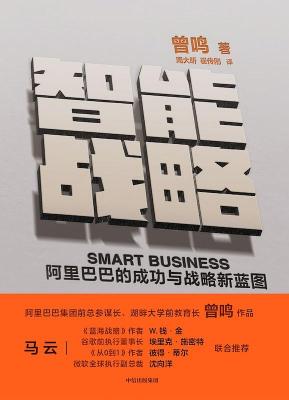 曾鸣 著
周大昕 崔传刚 译
智能
战略
SMART BUSINESS
阿里巴巴的成功与战略新蓝图
阿里巴巴集团前总参谋长、湖畔大学前教育长 曾鸣 作品
马云
《蓝海战略》作者 W.钱·金
谷歌前执行董事长 埃里克·施密特
《从0到1》作者 彼得·蒂尔
微软全球执行副总裁 沈向洋
联合推荐
中信出版集团